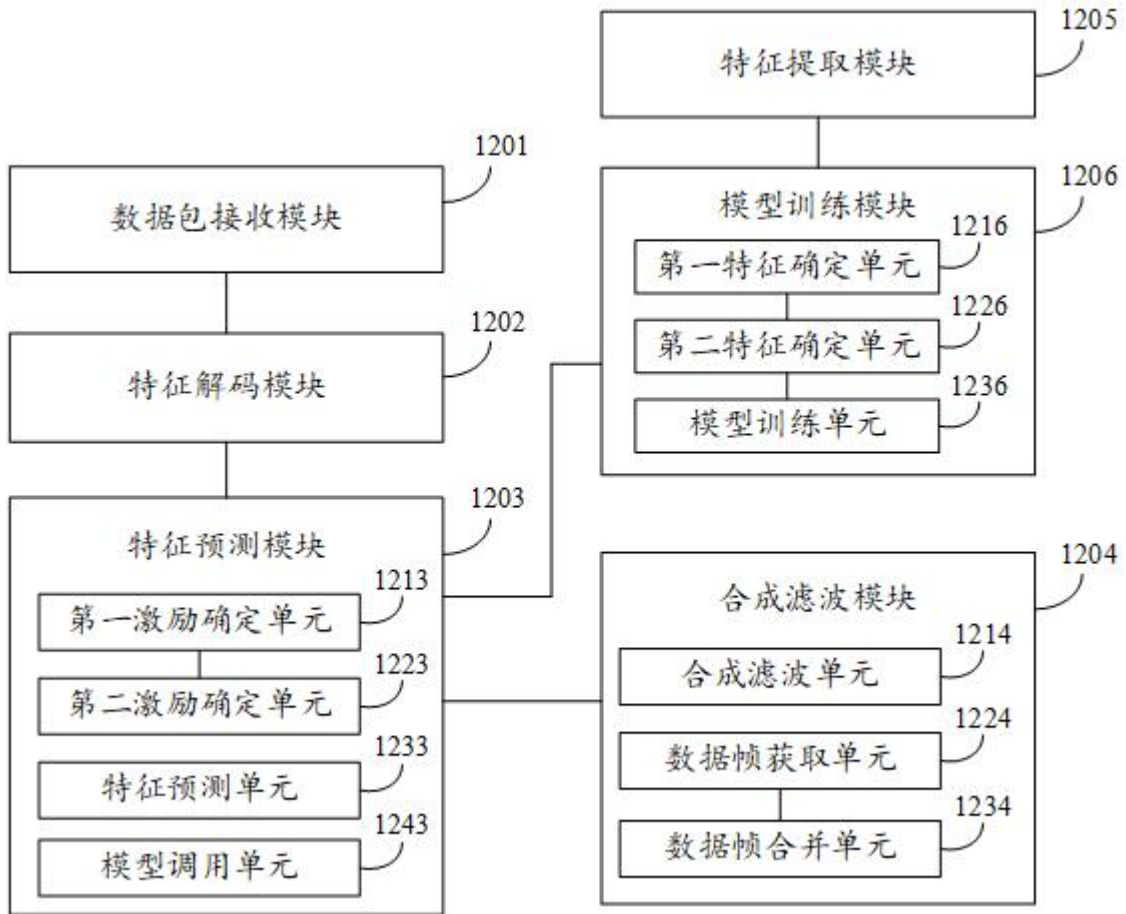 1205
特征提取模块
1201
数据包接收模块
1206
模型训练模块
1216
第一特征确定单元
1226
第二特征确定单元
1236
模型训练单元
1202
特征解码模块
1203
特征预测模块
1213
第一激励确定单元
1223
第二激励确定单元
1233
特征预测单元
1243
模型调用单元
1204
合成滤波模块
1214
合成滤波单元
1224
数据帧获取单元
1234
数据帧合并单元